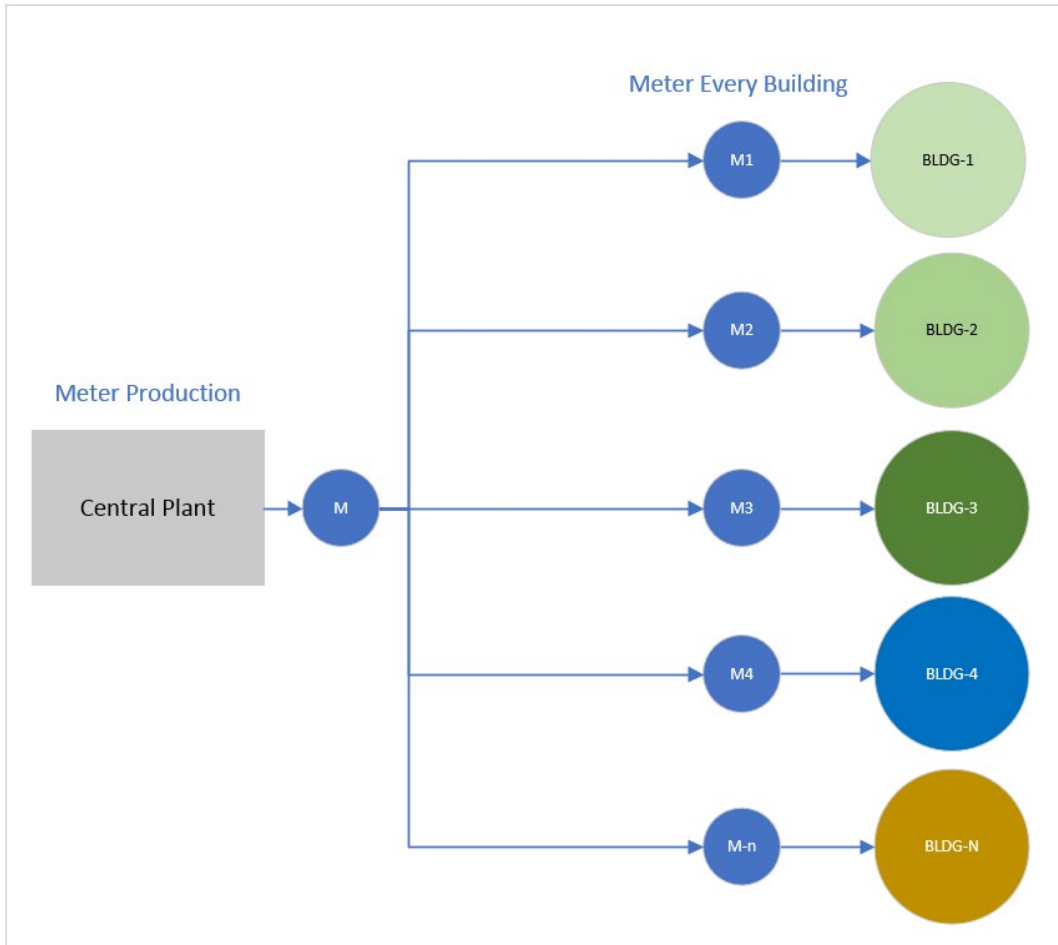 Meter Every Building
M1
BLDG-1
M2
BLDG-2
Meter Production
Central Plant
M
M3
BLDG-3
M4
BLDG-4
M-n
BLDG-N